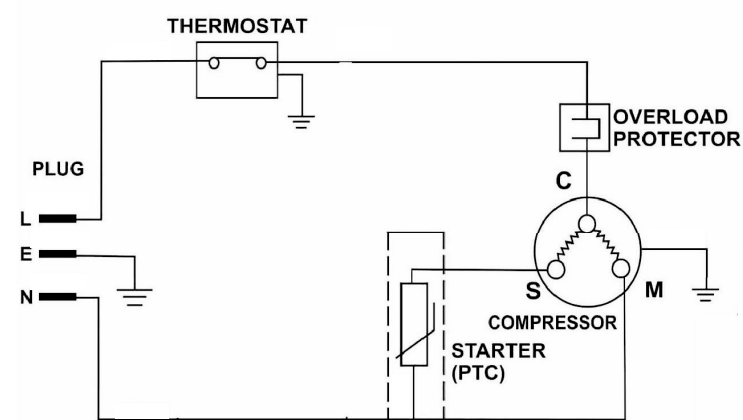 THERMOSTAT
OVERLOAD
PROTECTOR
PLUG
C
L
E
N
S
M
COMPRESSOR
STARTER
(PTC)